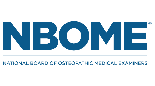 NBOME
NATIONAL BOARD OF OSTEOPATHIC MEDICAL EXAMINERS